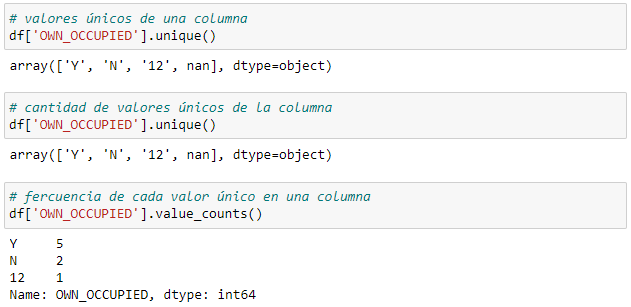 # valores únicos de una columna
df['OWN_OCCUPIED'].unique()
array(['Y', 'N', '12', nan], dtype=object)
# cantidad de valores únicos de la columna
df['OWN_OCCUPIED'].unique()
array(['Y', 'N', '12', nan], dtype=object)
# fercuencia de cada valor único en una columna
df['OWN_OCCUPIED'].value_counts()
Y     5
N     2
12    1
Name: OWN_OCCUPIED, dtype: int64